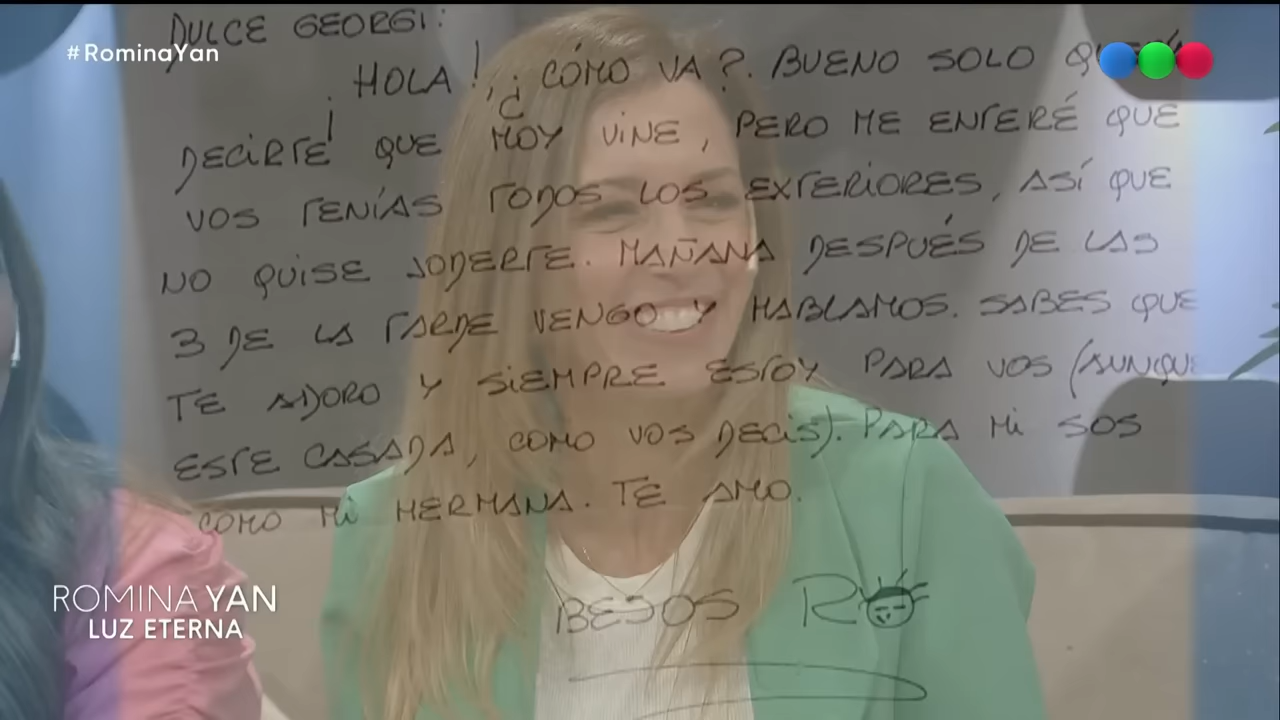 DULCE GEORGI:
#RominaYan
HOLA!, ¿CÓMO VA?. BUENO SOLO
¡DECIRTE! QUE HOY VINE, PERO ME ENTERÉ QUE
VOS TENÍAS TODOS LOS EXTERIORES, ASÍ QUE
NO QUISE JODERTE. MAÑANA DESPUÉS DE LAS
3 DE LA TARDE VENGO Y HABLAMOS. SABES QUE
TE ADORO Y SIEMPRE ESTOY PARA VOS (AUNQUE
ESTE CASADA, COMO VOS DECIS). PARA Mi SOS
COMO Mi HERMANA. TE AMO.
BESOS RO
ROMINA YAN
LUZ ETERNA